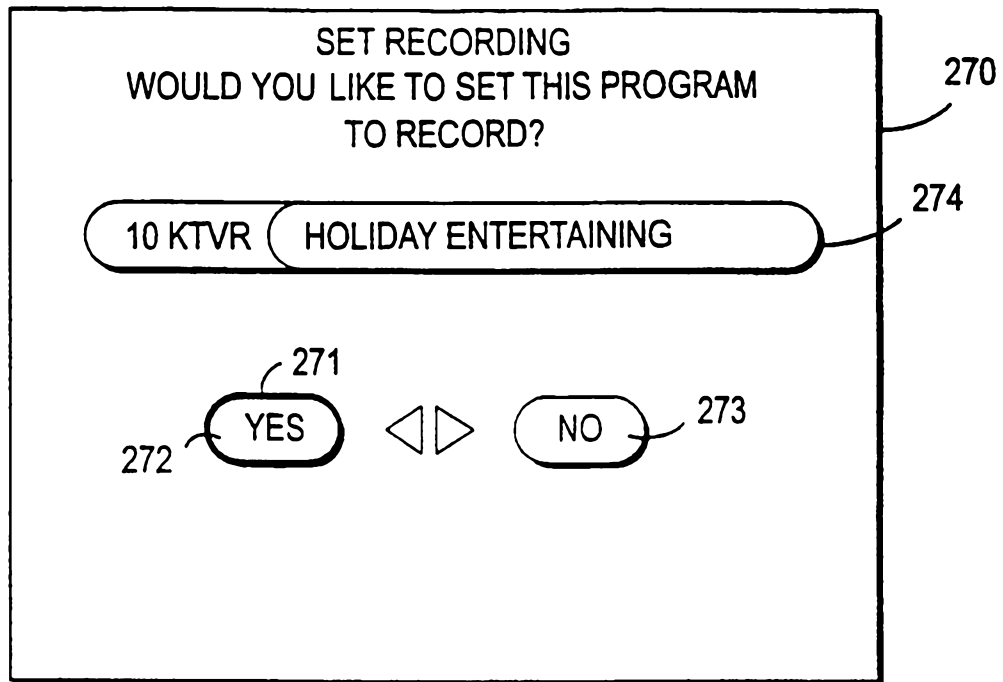 SET RECORDING
WOULD YOU LIKE TO SET THIS PROGRAM
TO RECORD?
270
274
10 KTVR HOLIDAY ENTERTAINING
271
YES NO 273
272